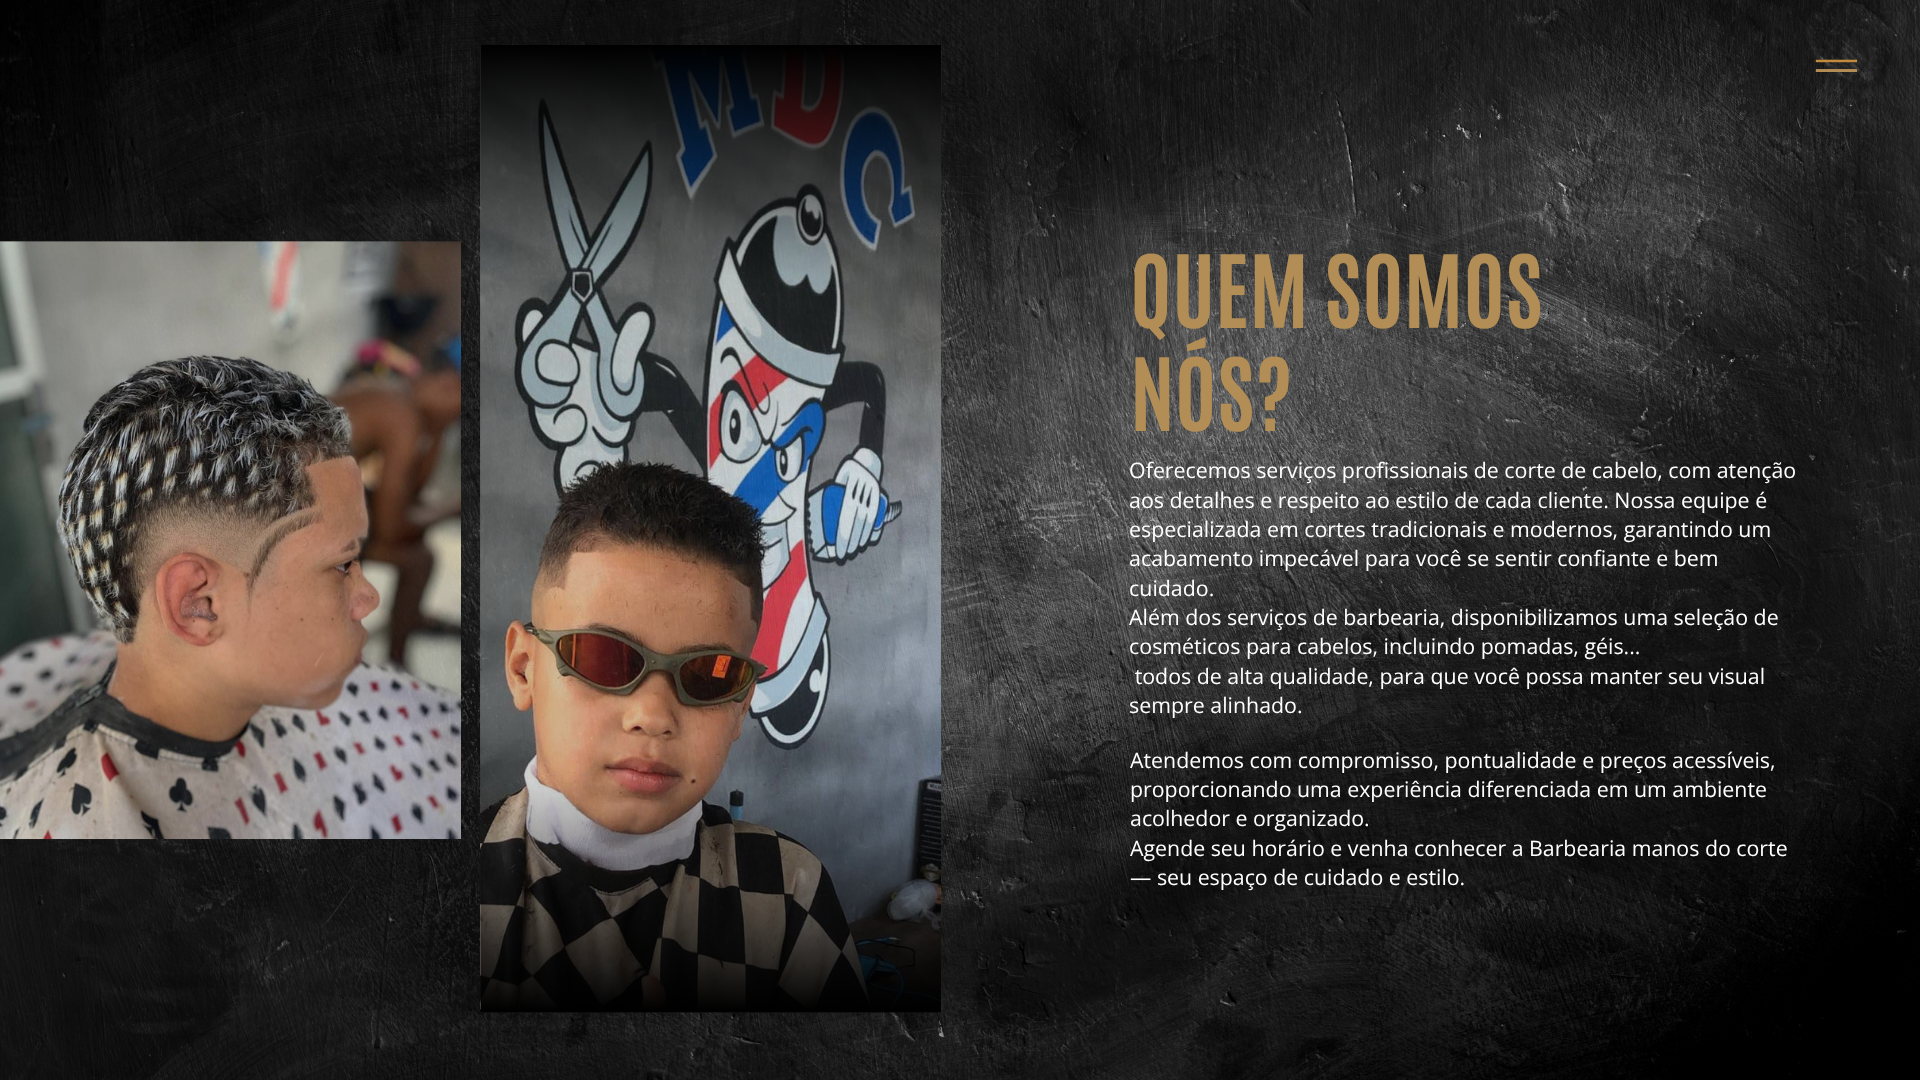 MDC
QUEM SOMOS
NÓS?
Oferecemos serviços profissionais de corte de cabelo, com atenção
aos detalhes e respeito ao estilo de cada cliente. Nossa equipe é
especializada em cortes tradicionais e modernos, garantindo um
acabamento impecável para você se sentir confiante e bem
cuidado.
Além dos serviços de barbearia, disponibilizamos uma seleção de
cosméticos para cabelos, incluindo pomadas, géis...
todos de alta qualidade, para que você possa manter seu visual
sempre alinhado.
Atendemos com compromisso, pontualidade e preços acessíveis,
proporcionando uma experiência diferenciada em um ambiente
acolhedor e organizado.
Agende seu horário e venha conhecer a Barbearia manos do corte
— seu espaço de cuidado e estilo.